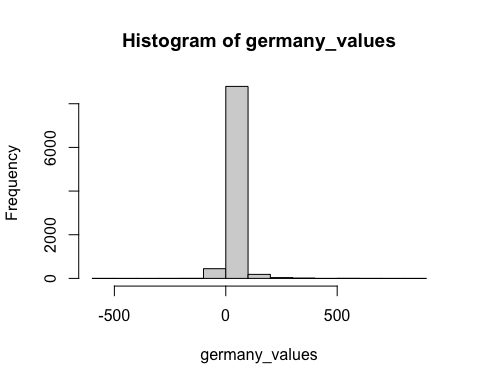 Histogram of germany_values
Frequency
6000
2000
0
-500 0 500
germany_values